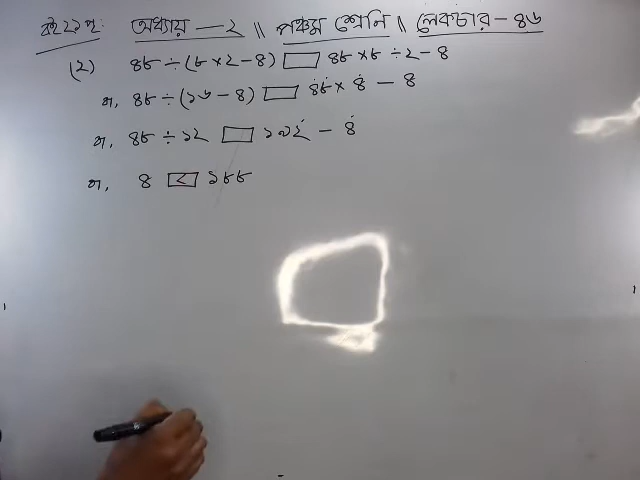 বই ২২ পৃ: অধ্যায় — ২ || পঞ্চম শ্রেণি || লেকচার - ৪৬
(২) ৪৮ ÷ (৮ × ২ - ৪) □ ৪৮ × ৮ ÷ ২ - ৪
বা, ৪৮ ÷ (১৬ - ৪) □ ৪৮ × ৪ — ৪
বা, ৪৮ ÷ ১২ □ ১৯২ — ৪
বা, ৪ < ১৮৮